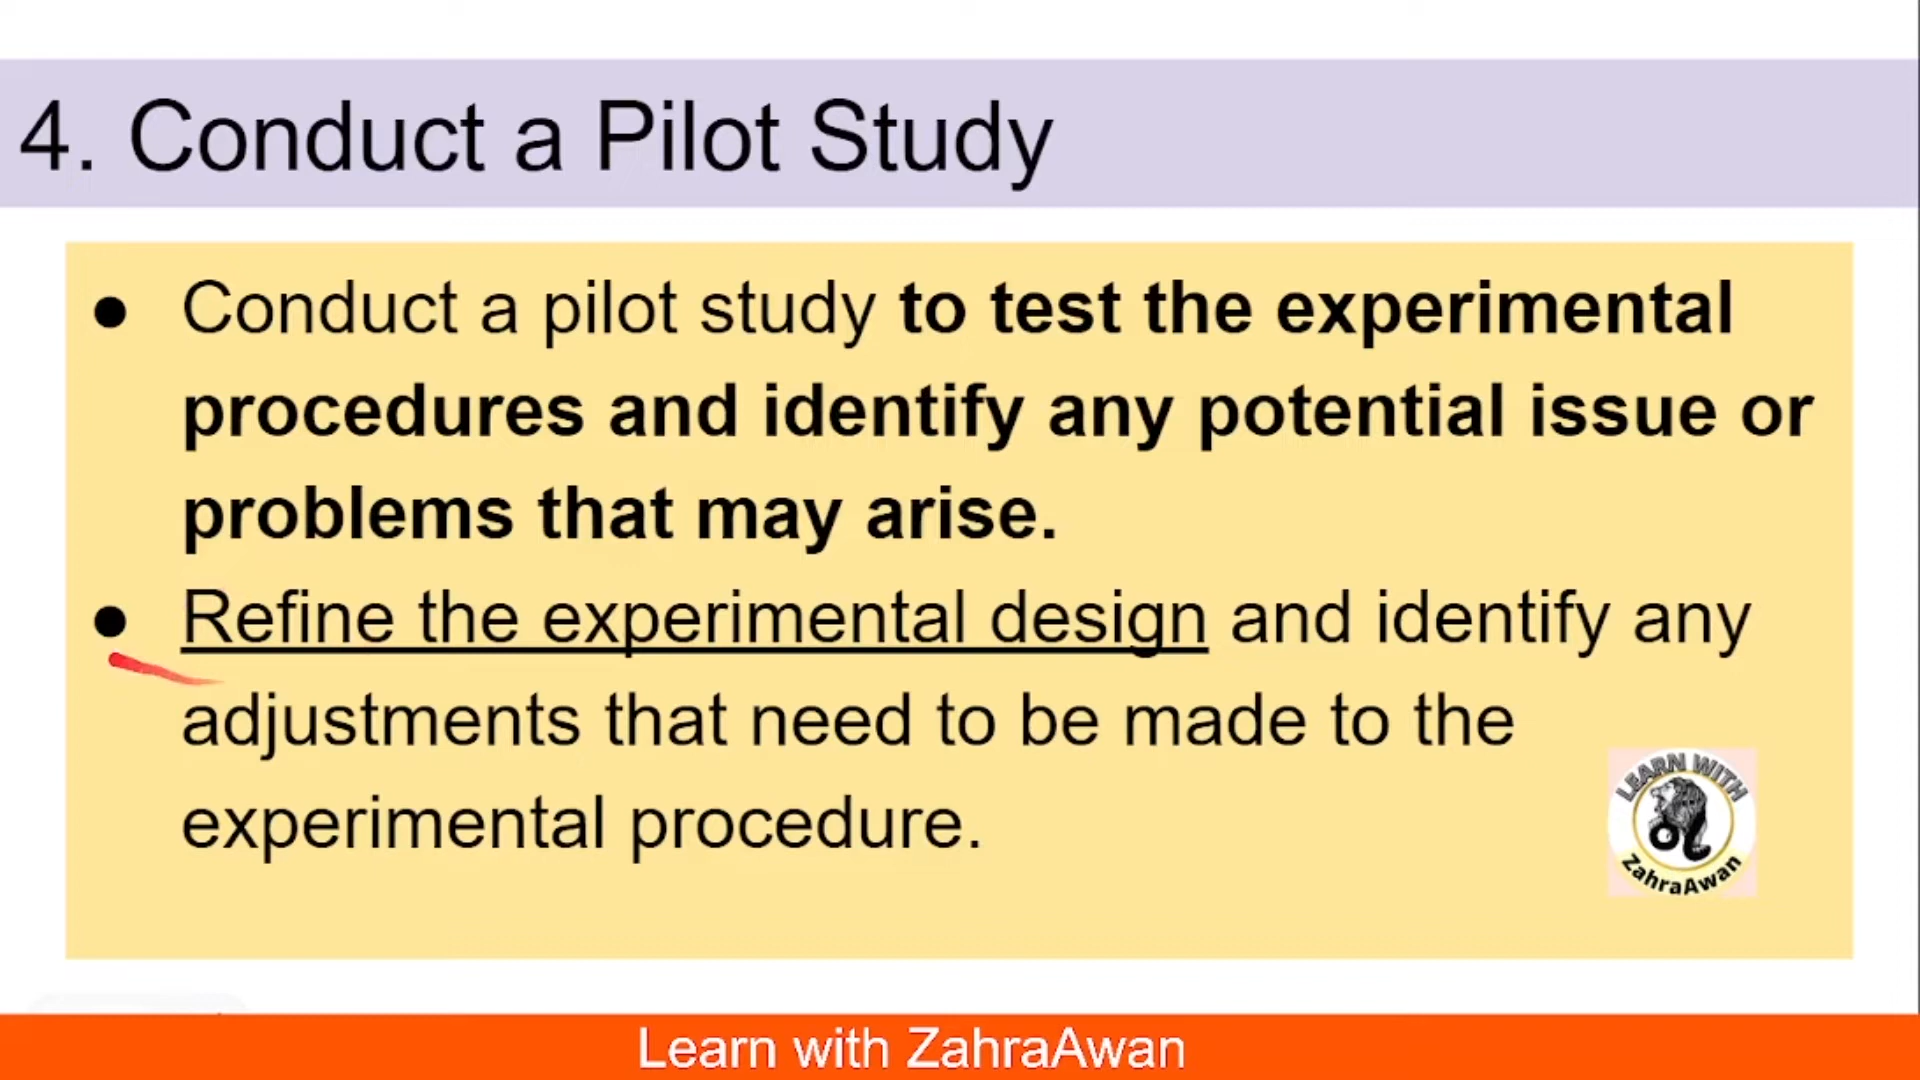 4. Conduct a Pilot Study
● Conduct a pilot study to test the experimental
procedures and identify any potential issue or
problems that may arise.
● Refine the experimental design and identify any
adjustments that need to be made to the
experimental procedure.
LEARN WITH
ZahraAwan
Learn with ZahraAwan